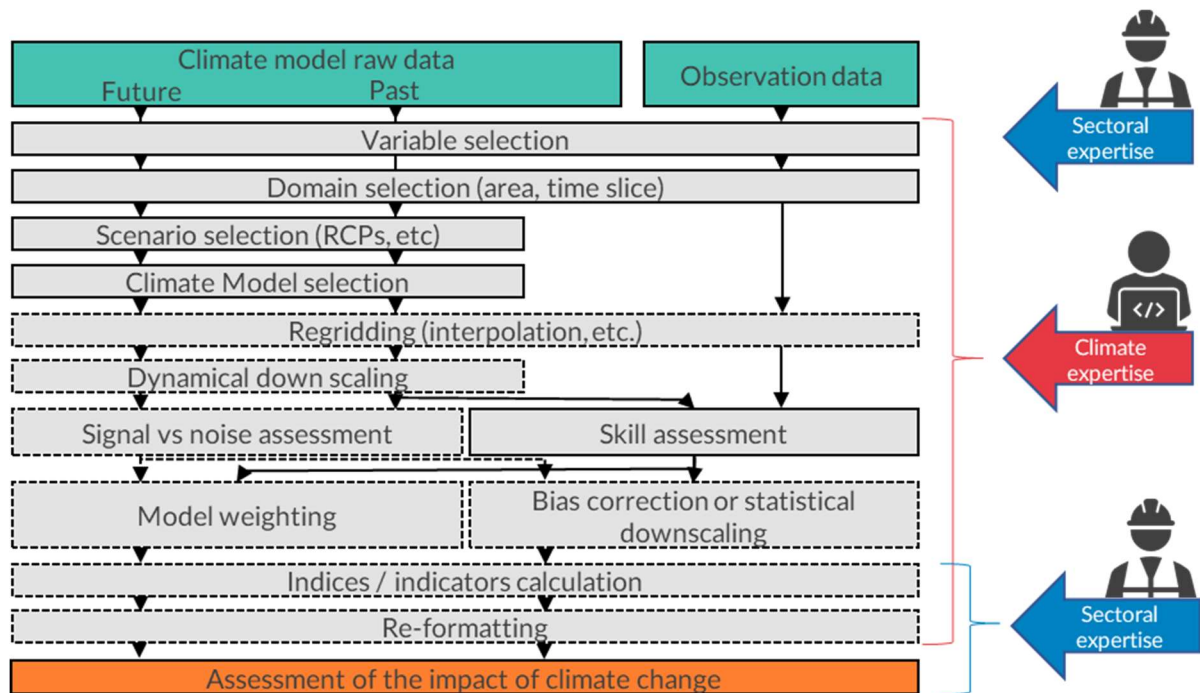 Climate model raw data
Future Past
Observation data
Variable selection
Sectoral
expertise
Domain selection (area, time slice)
Scenario selection (RCPs, etc)
Climate Model selection
</>
Regridding (interpolation, etc.)
Climate
expertise
Dynamical down scaling
Signal vs noise assessment
Skill assessment
Model weighting
Bias correction or statistical
downscaling
Indices / indicators calculation
Sectoral
expertise
Re-formatting
Assessment of the impact of climate change